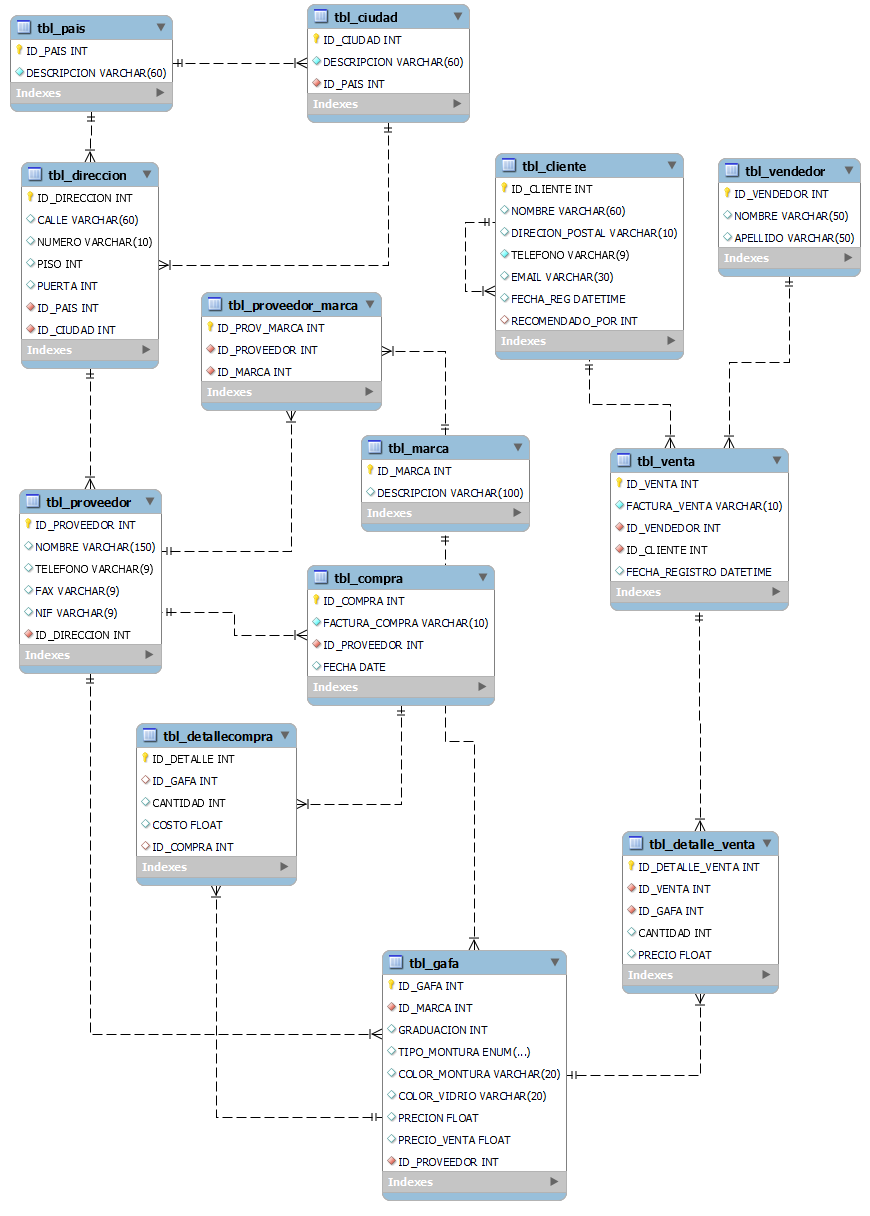 tbl_pais
ID_PAIS INT
DESCRIPCION VARCHAR(60)
Indexes
tbl_ciudad
ID_CIUDAD INT
DESCRIPCION VARCHAR(60)
ID_PAIS INT
Indexes
tbl_direccion
ID_DIRECCION INT
CALLE VARCHAR(60)
NUMERO VARCHAR(10)
PISO INT
PUERTA INT
ID_PAIS INT
ID_CIUDAD INT
Indexes
tbl_cliente
ID_CLIENTE INT
NOMBRE VARCHAR(60)
DIRECION_POSTAL VARCHAR(10)
TELEFONO VARCHAR(9)
EMAIL VARCHAR(30)
FECHA_REG DATETIME
RECOMENDADO_POR INT
Indexes
tbl_vendedor
ID_VENDEDOR INT
NOMBRE VARCHAR(50)
APELLIDO VARCHAR(50)
Indexes
tbl_proveedor_marca
ID_PROV_MARCA INT
ID_PROVEEDOR INT
ID_MARCA INT
Indexes
tbl_marca
ID_MARCA INT
DESCRIPCION VARCHAR(100)
Indexes
tbl_venta
ID_VENTA INT
FACTURA_VENTA VARCHAR(10)
ID_VENDEDOR INT
ID_CLIENTE INT
FECHA_REGISTRO DATETIME
Indexes
tbl_proveedor
ID_PROVEEDOR INT
NOMBRE VARCHAR(150)
TELEFONO VARCHAR(9)
FAX VARCHAR(9)
NIF VARCHAR(9)
ID_DIRECCION INT
Indexes
tbl_compra
ID_COMPRA INT
FACTURA_COMPRA VARCHAR(10)
ID_PROVEEDOR INT
FECHA DATE
Indexes
tbl_detallecompra
ID_DETALLE INT
ID_GAFA INT
CANTIDAD INT
COSTO FLOAT
ID_COMPRA INT
Indexes
tbl_detalle_venta
ID_DETALLE_VENTA INT
ID_VENTA INT
ID_GAFA INT
CANTIDAD INT
PRECIO FLOAT
Indexes
tbl_gafa
ID_GAFA INT
ID_MARCA INT
GRADUACION INT
TIPO_MONTURA ENUM(...)
COLOR_MONTURA VARCHAR(20)
COLOR_VIDRIO VARCHAR(20)
PRECION FLOAT
PRECIO_VENTA FLOAT
ID_PROVEEDOR INT
Indexes